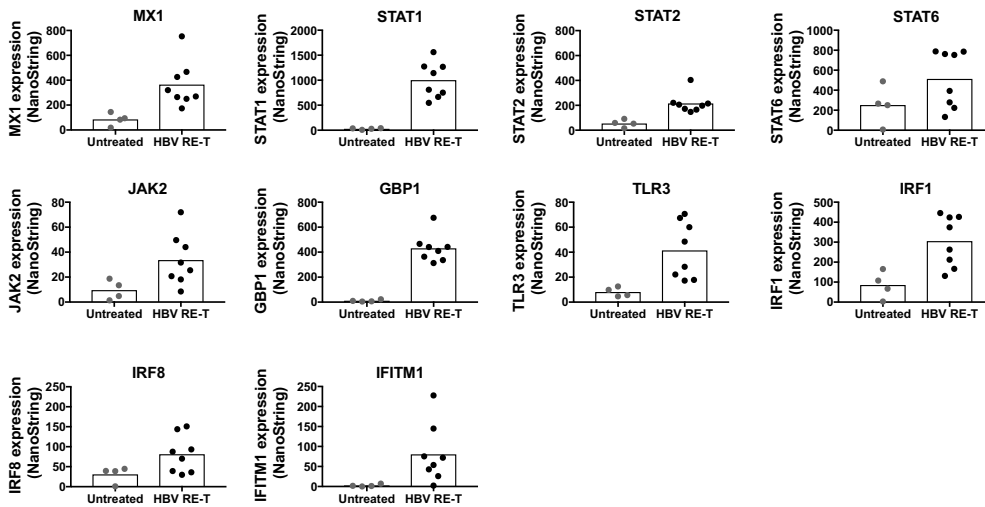 MX1
MX1 expression
(NanoString)
800
600
400
200
0
Untreated
HBV RE-T
STAT1
STAT1 expression
(NanoString)
2000
1500
1000
500
0
Untreated
HBV RE-T
STAT2
STAT2 expression
(NanoString)
800
600
400
200
0
Untreated
HBV RE-T
STAT6
STAT6 expression
(NanoString)
1000
800
600
400
200
0
Untreated
HBV RE-T
JAK2
JAK2 expression
(NanoString)
80
60
40
20
0
Untreated
HBV RE-T
GBP1
GBP1 expression
(NanoString)
800
600
400
200
0
Untreated
HBV RE-T
TLR3
TLR3 expression
(NanoString)
80
60
40
20
0
Untreated
HBV RE-T
IRF1
IRF1 expression
(NanoString)
500
400
300
200
100
0
Untreated
HBV RE-T
IRF8
IRF8 expression
(NanoString)
250
200
150
100
50
0
Untreated
HBV RE-T
IFITM1
IFITM1 expression
(NanoString)
250
200
150
100
50
0
Untreated
HBV RE-T